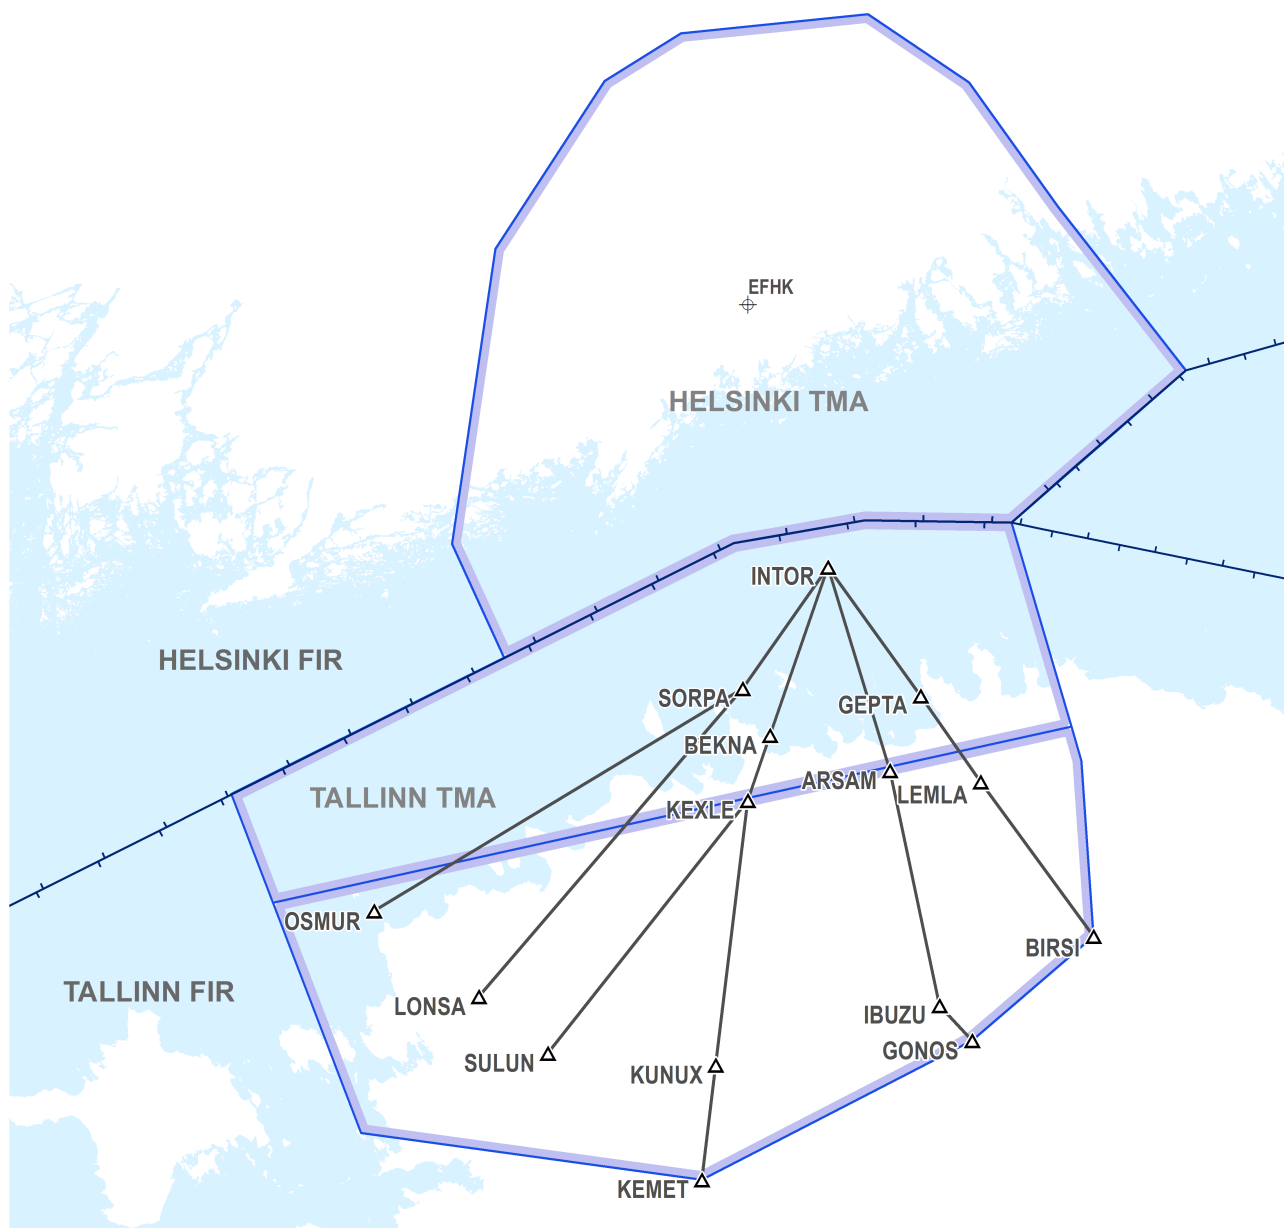 EFHK
HELSINKI TMA
INTOR
HELSINKI FIR
SORPA
GEPTA
BEKNA
ARSAM
TALLINN TMA
LEMLA
KEXLE
OSMUR
BIRSI
TALLINN FIR
LONSA
IBUZU
GONOS
SULUN
KUNUX
KEMET